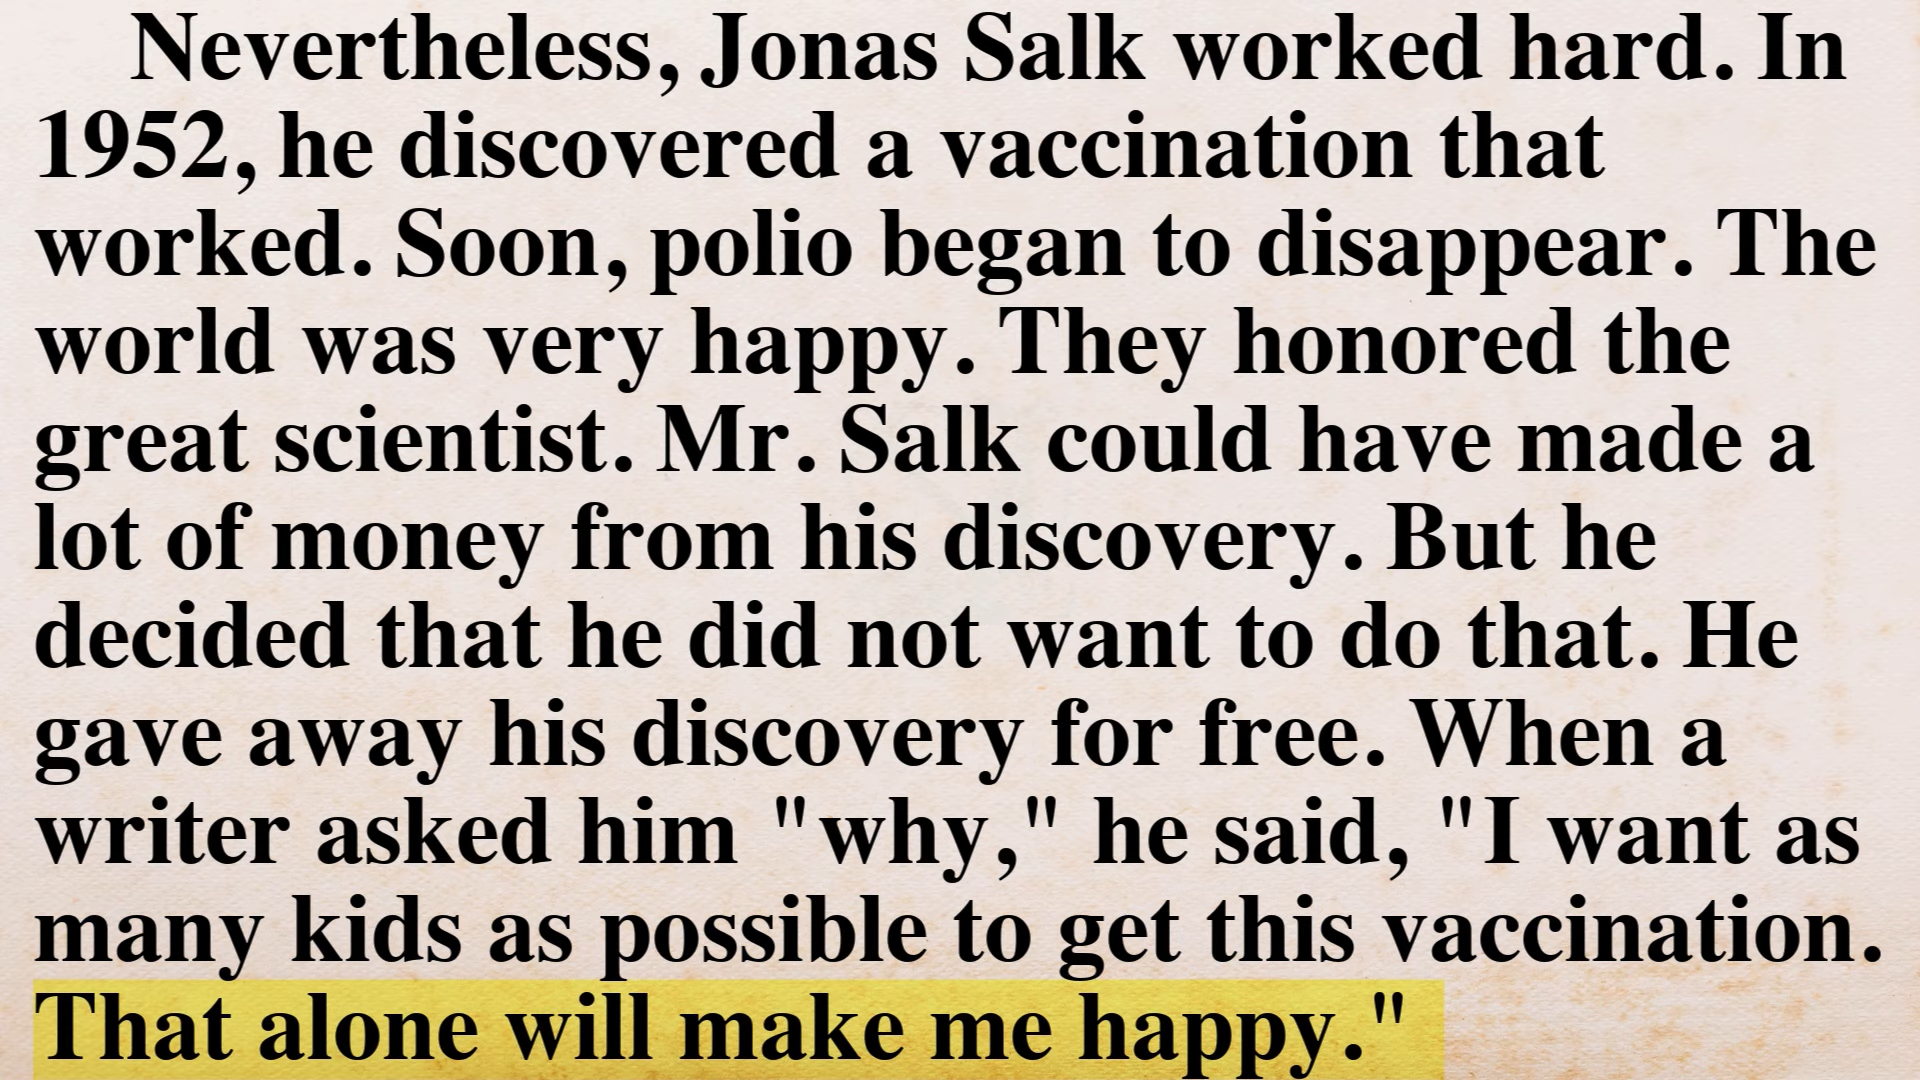 Nevertheless, Jonas Salk worked hard. In
1952, he discovered a vaccination that
worked. Soon, polio began to disappear. The
world was very happy. They honored the
great scientist. Mr. Salk could have made a
lot of money from his discovery. But he
decided that he did not want to do that. He
gave away his discovery for free. When a
writer asked him "why," he said, "I want as
many kids as possible to get this vaccination.
That alone will make me happy."